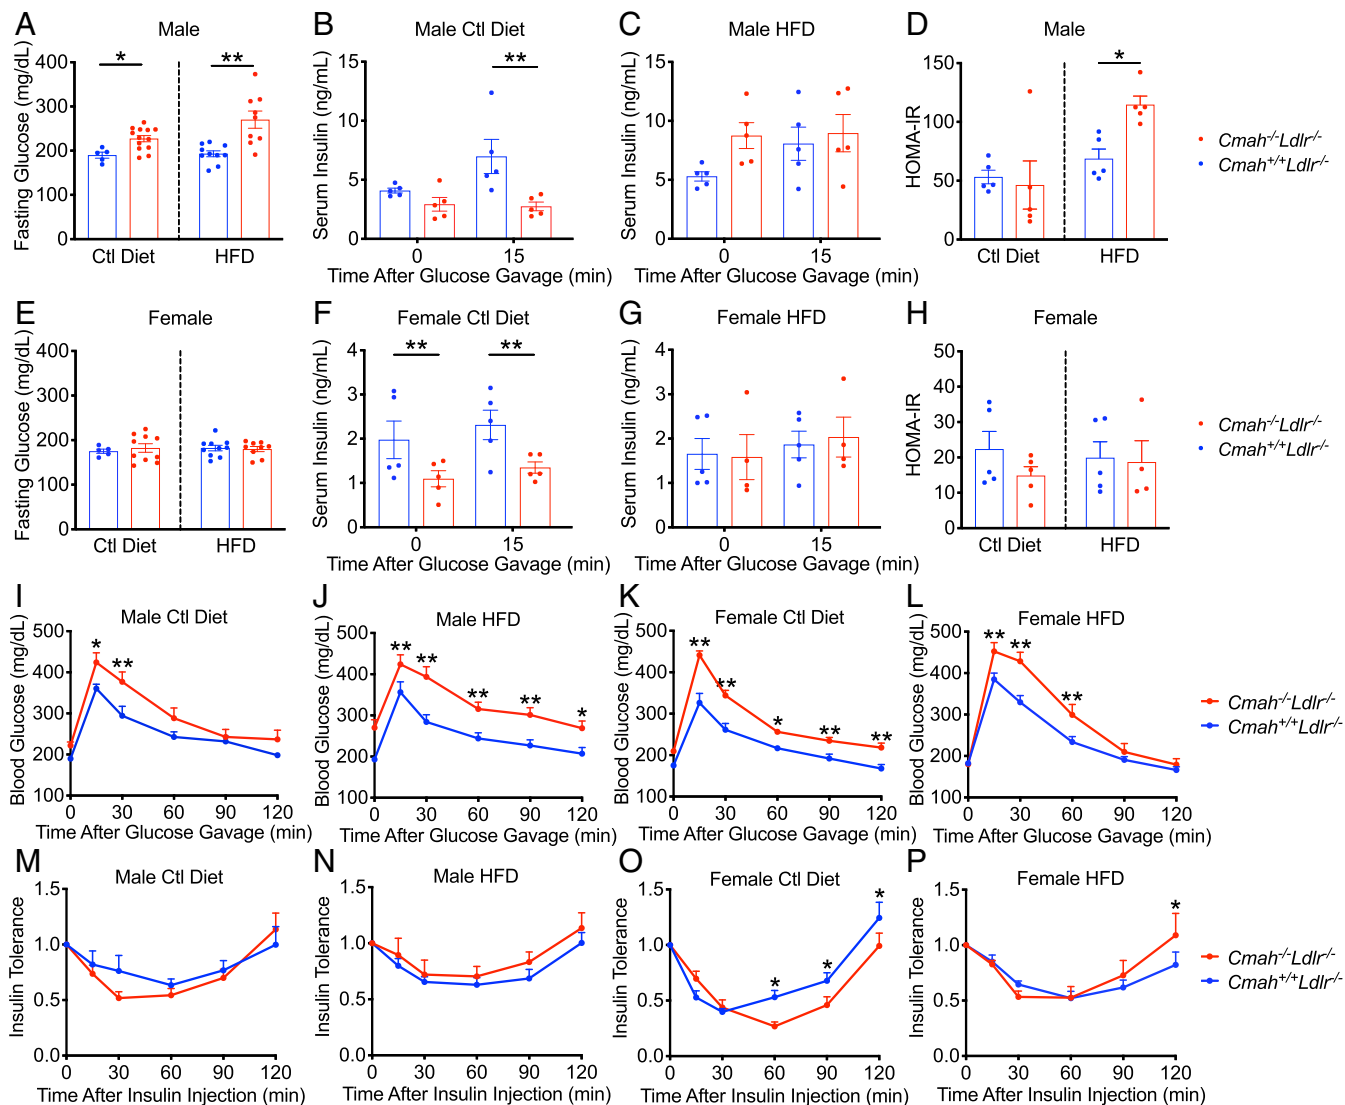 A Male
Fasting Glucose (mg/dL)
400
300
200
100
0
* **
Ctl Diet HFD
B Male Ctl Diet
Serum Insulin (ng/mL)
15
10
5
0
**
0 15
Time After Glucose Gavage (min)
C Male HFD
Serum Insulin (ng/mL)
15
10
5
0
0 15
Time After Glucose Gavage (min)
D Male
HOMA-IR
150
100
50
0
*
Ctl Diet HFD
Cmah-/-Ldlr-/-
Cmah+/+Ldlr-/-
E Female
Fasting Glucose (mg/dL)
400
300
200
100
0
Ctl Diet HFD
F Female Ctl Diet
Serum Insulin (ng/mL)
4
3
2
1
0
** **
0 15
Time After Glucose Gavage (min)
G Female HFD
Serum Insulin (ng/mL)
4
3
2
1
0
0 15
Time After Glucose Gavage (min)
H Female
HOMA-IR
50
40
30
20
10
0
Ctl Diet HFD
Cmah-/-Ldlr-/-
Cmah+/+Ldlr-/-
I Male Ctl Diet
Blood Glucose (mg/dL)
500
400
300
200
100
* **
0 30 60 90 120
Time After Glucose Gavage (min)
J Male HFD
Blood Glucose (mg/dL)
500
400
300
200
100
** ** ** ** *
0 30 60 90 120
Time After Glucose Gavage (min)
K Female Ctl Diet
Blood Glucose (mg/dL)
500
400
300
200
100
** ** * ** **
0 30 60 90 120
Time After Glucose Gavage (min)
L Female HFD
Blood Glucose (mg/dL)
500
400
300
200
100
** ** **
0 30 60 90 120
Time After Glucose Gavage (min)
Cmah-/-Ldlr-/-
Cmah+/+Ldlr-/-
M Male Ctl Diet
Insulin Tolerance
1.5
1.0
0.5
0.0
0 30 60 90 120
Time After Insulin Injection (min)
N Male HFD
Insulin Tolerance
1.5
1.0
0.5
0.0
0 30 60 90 120
Time After Insulin Injection (min)
O Female Ctl Diet
Insulin Tolerance
1.5
1.0
0.5
0.0
* * *
0 30 60 90 120
Time After Insulin Injection (min)
P Female HFD
Insulin Tolerance
1.5
1.0
0.5
0.0
*
0 30 60 90 120
Time After Insulin Injection (min)
Cmah-/-Ldlr-/-
Cmah+/+Ldlr-/-